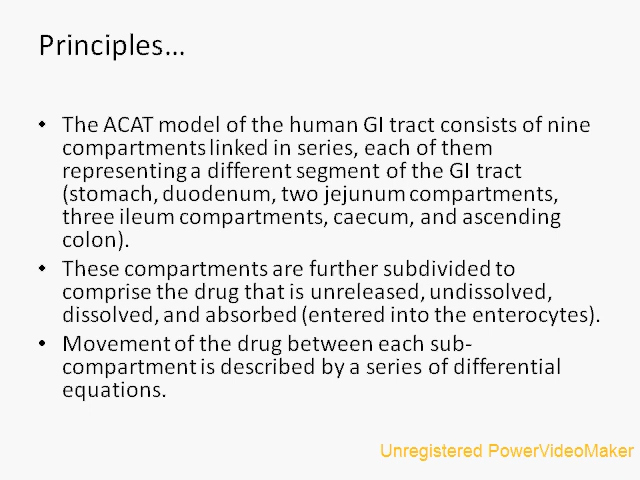 Principles...
• The ACAT model of the human GI tract consists of nine
compartments linked in series, each of them
representing a different segment of the GI tract
(stomach, duodenum, two jejunum compartments,
three ileum compartments, caecum, and ascending
colon).
• These compartments are further subdivided to
comprise the drug that is unreleased, undissolved,
dissolved, and absorbed (entered into the enterocytes).
• Movement of the drug between each sub-
compartment is described by a series of differential
equations.
Unregistered PowerVideoMaker